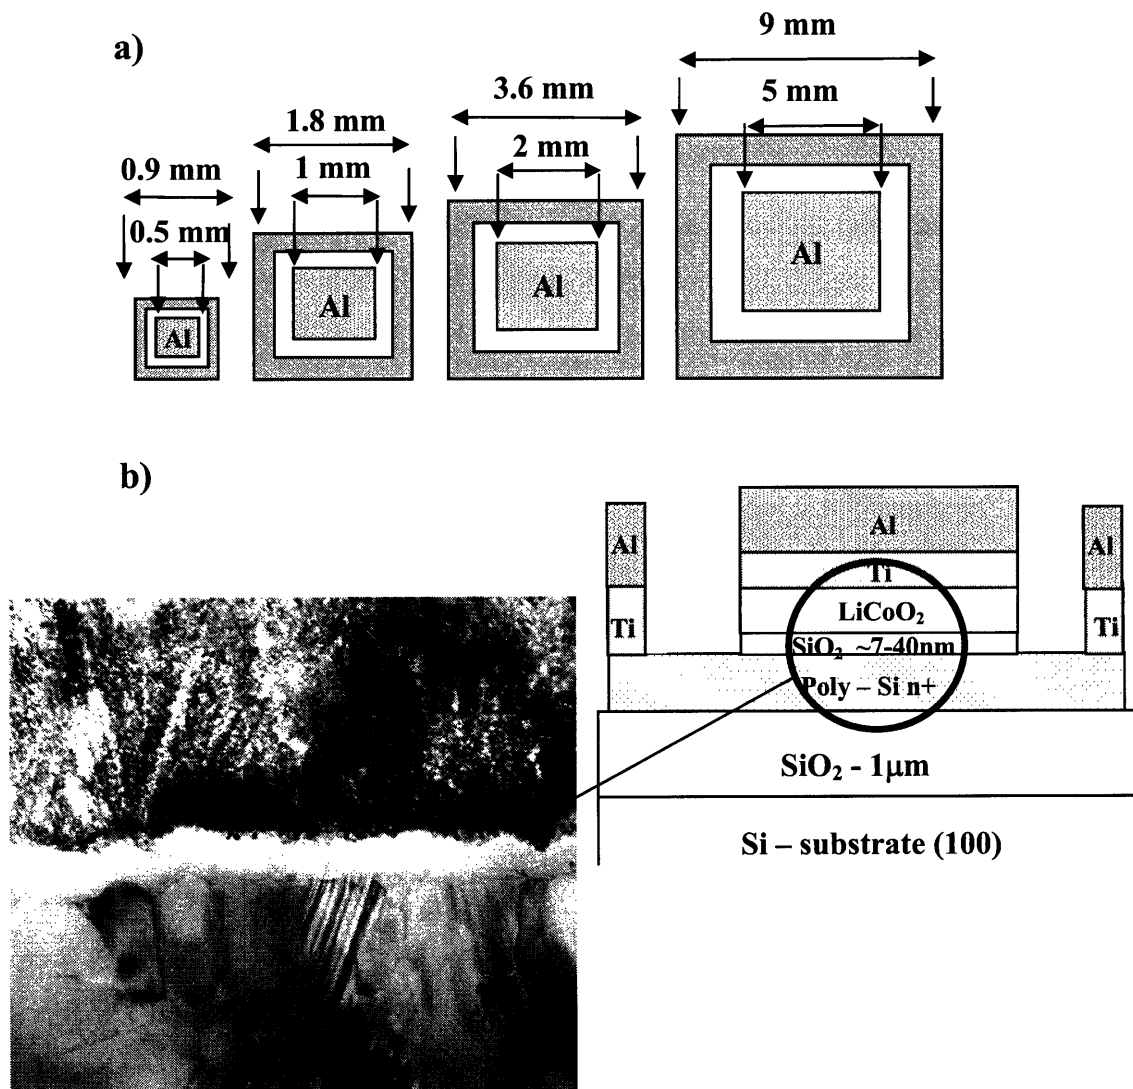 a)
9 mm
3.6 mm
5 mm
1.8 mm
2 mm
0.9 mm
1 mm
0.5 mm
Al
Al
Al
Al
b)
Al
Al
Al
Ti
LiCoO₂
Ti
Ti
SiO₂ ~7-40nm
Poly – Si n+
SiO₂ - 1μm
Si – substrate (100)